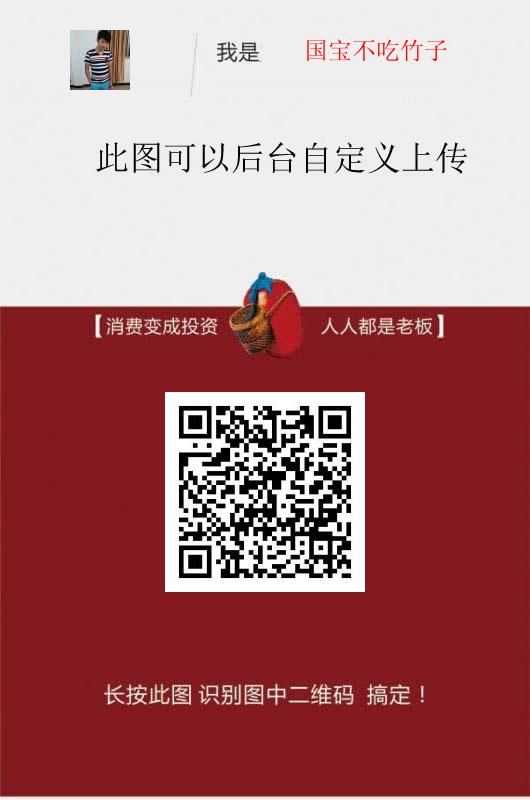 我是 国宝不吃竹子
此图可以后台自定义上传
【消费变成投资 人人都是老板】
长按此图 识别图中二维码 搞定！